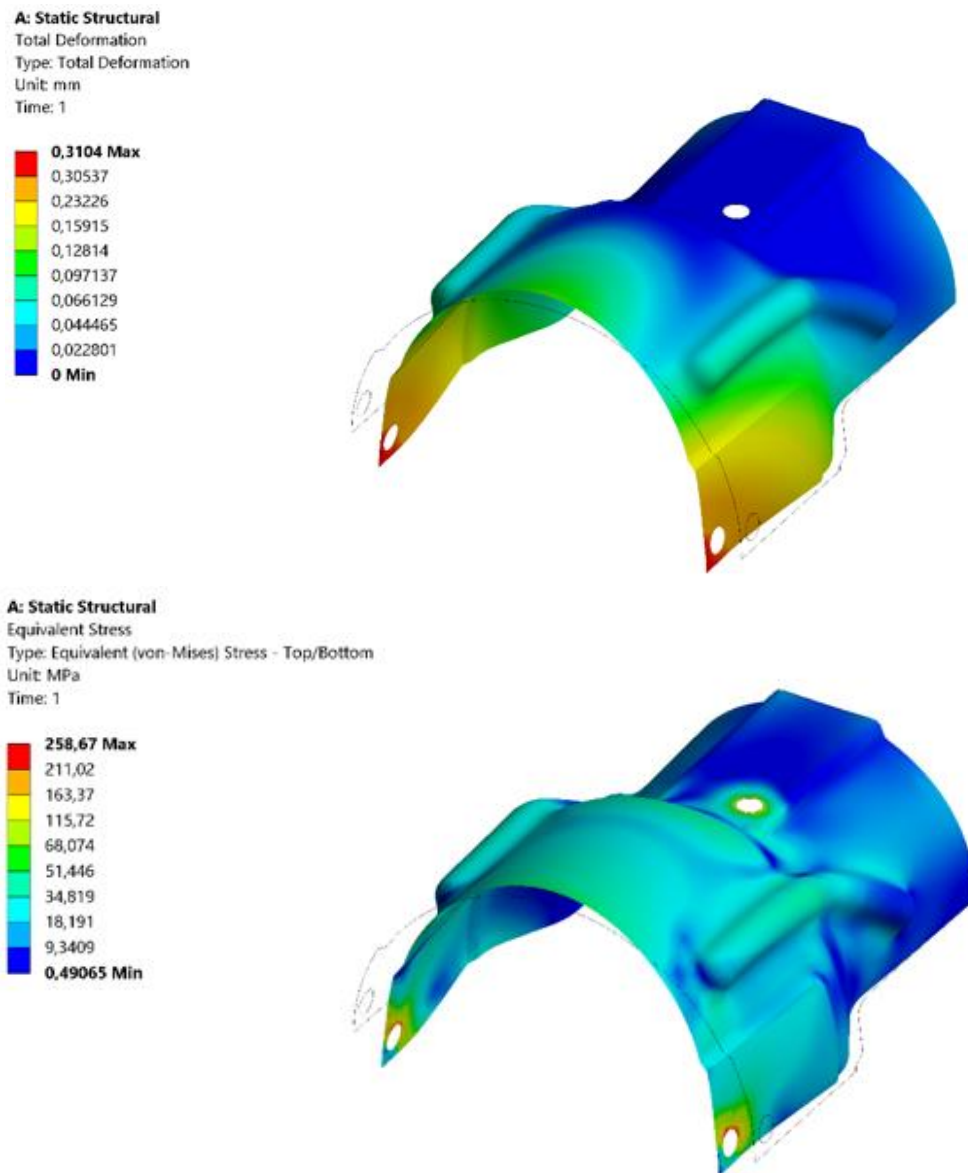 A: Static Structural
Total Deformation
Type: Total Deformation
Unit: mm
Time: 1
0,3104 Max
0,30537
0,23226
0,15915
0,12814
0,097137
0,066129
0,044465
0,022801
0 Min
A: Static Structural
Equivalent Stress
Type: Equivalent (von-Mises) Stress - Top/Bottom
Unit: MPa
Time: 1
258,67 Max
211,02
163,37
115,72
68,074
51,446
34,819
18,191
9,3409
0,49065 Min